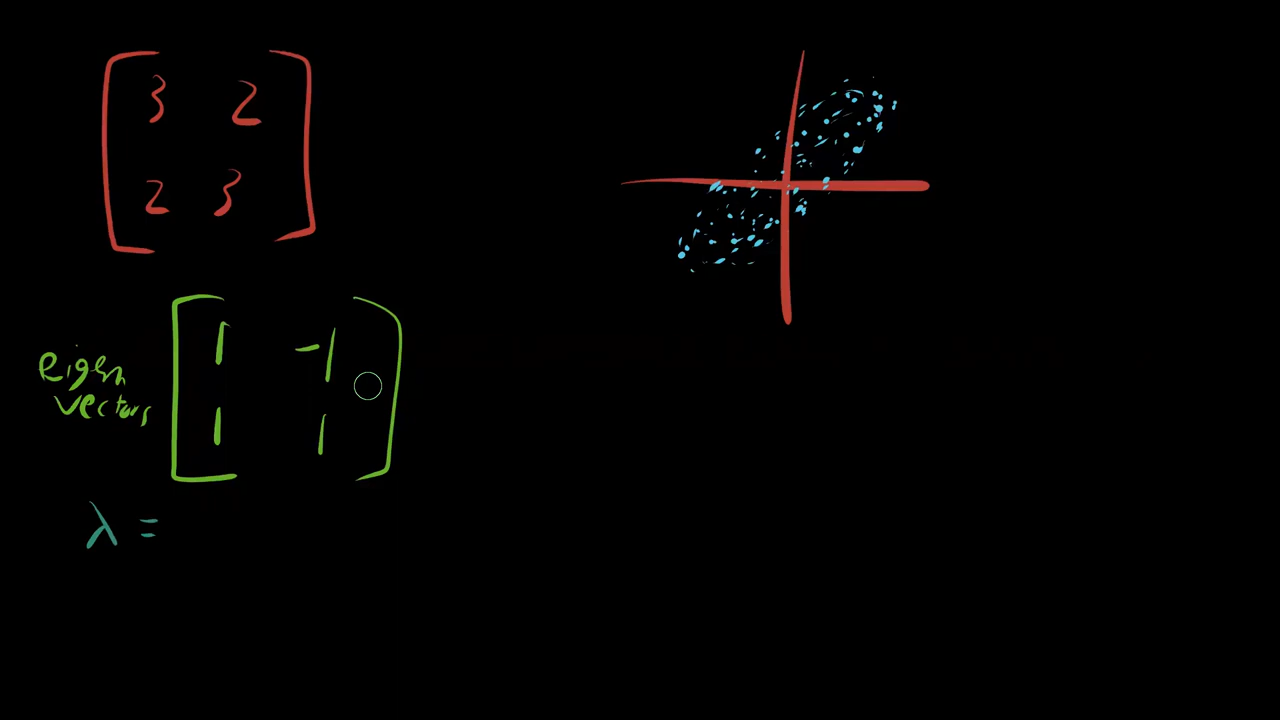 3 2
2 3
eigen
vectors
1 -1
1 1
λ =